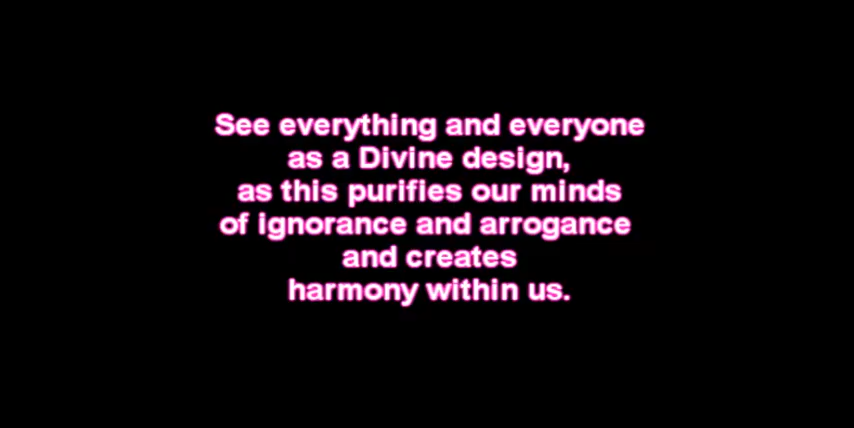 See everything and everyone
as a Divine design,
as this purifies our minds
of ignorance and arrogance
and creates
harmony within us.